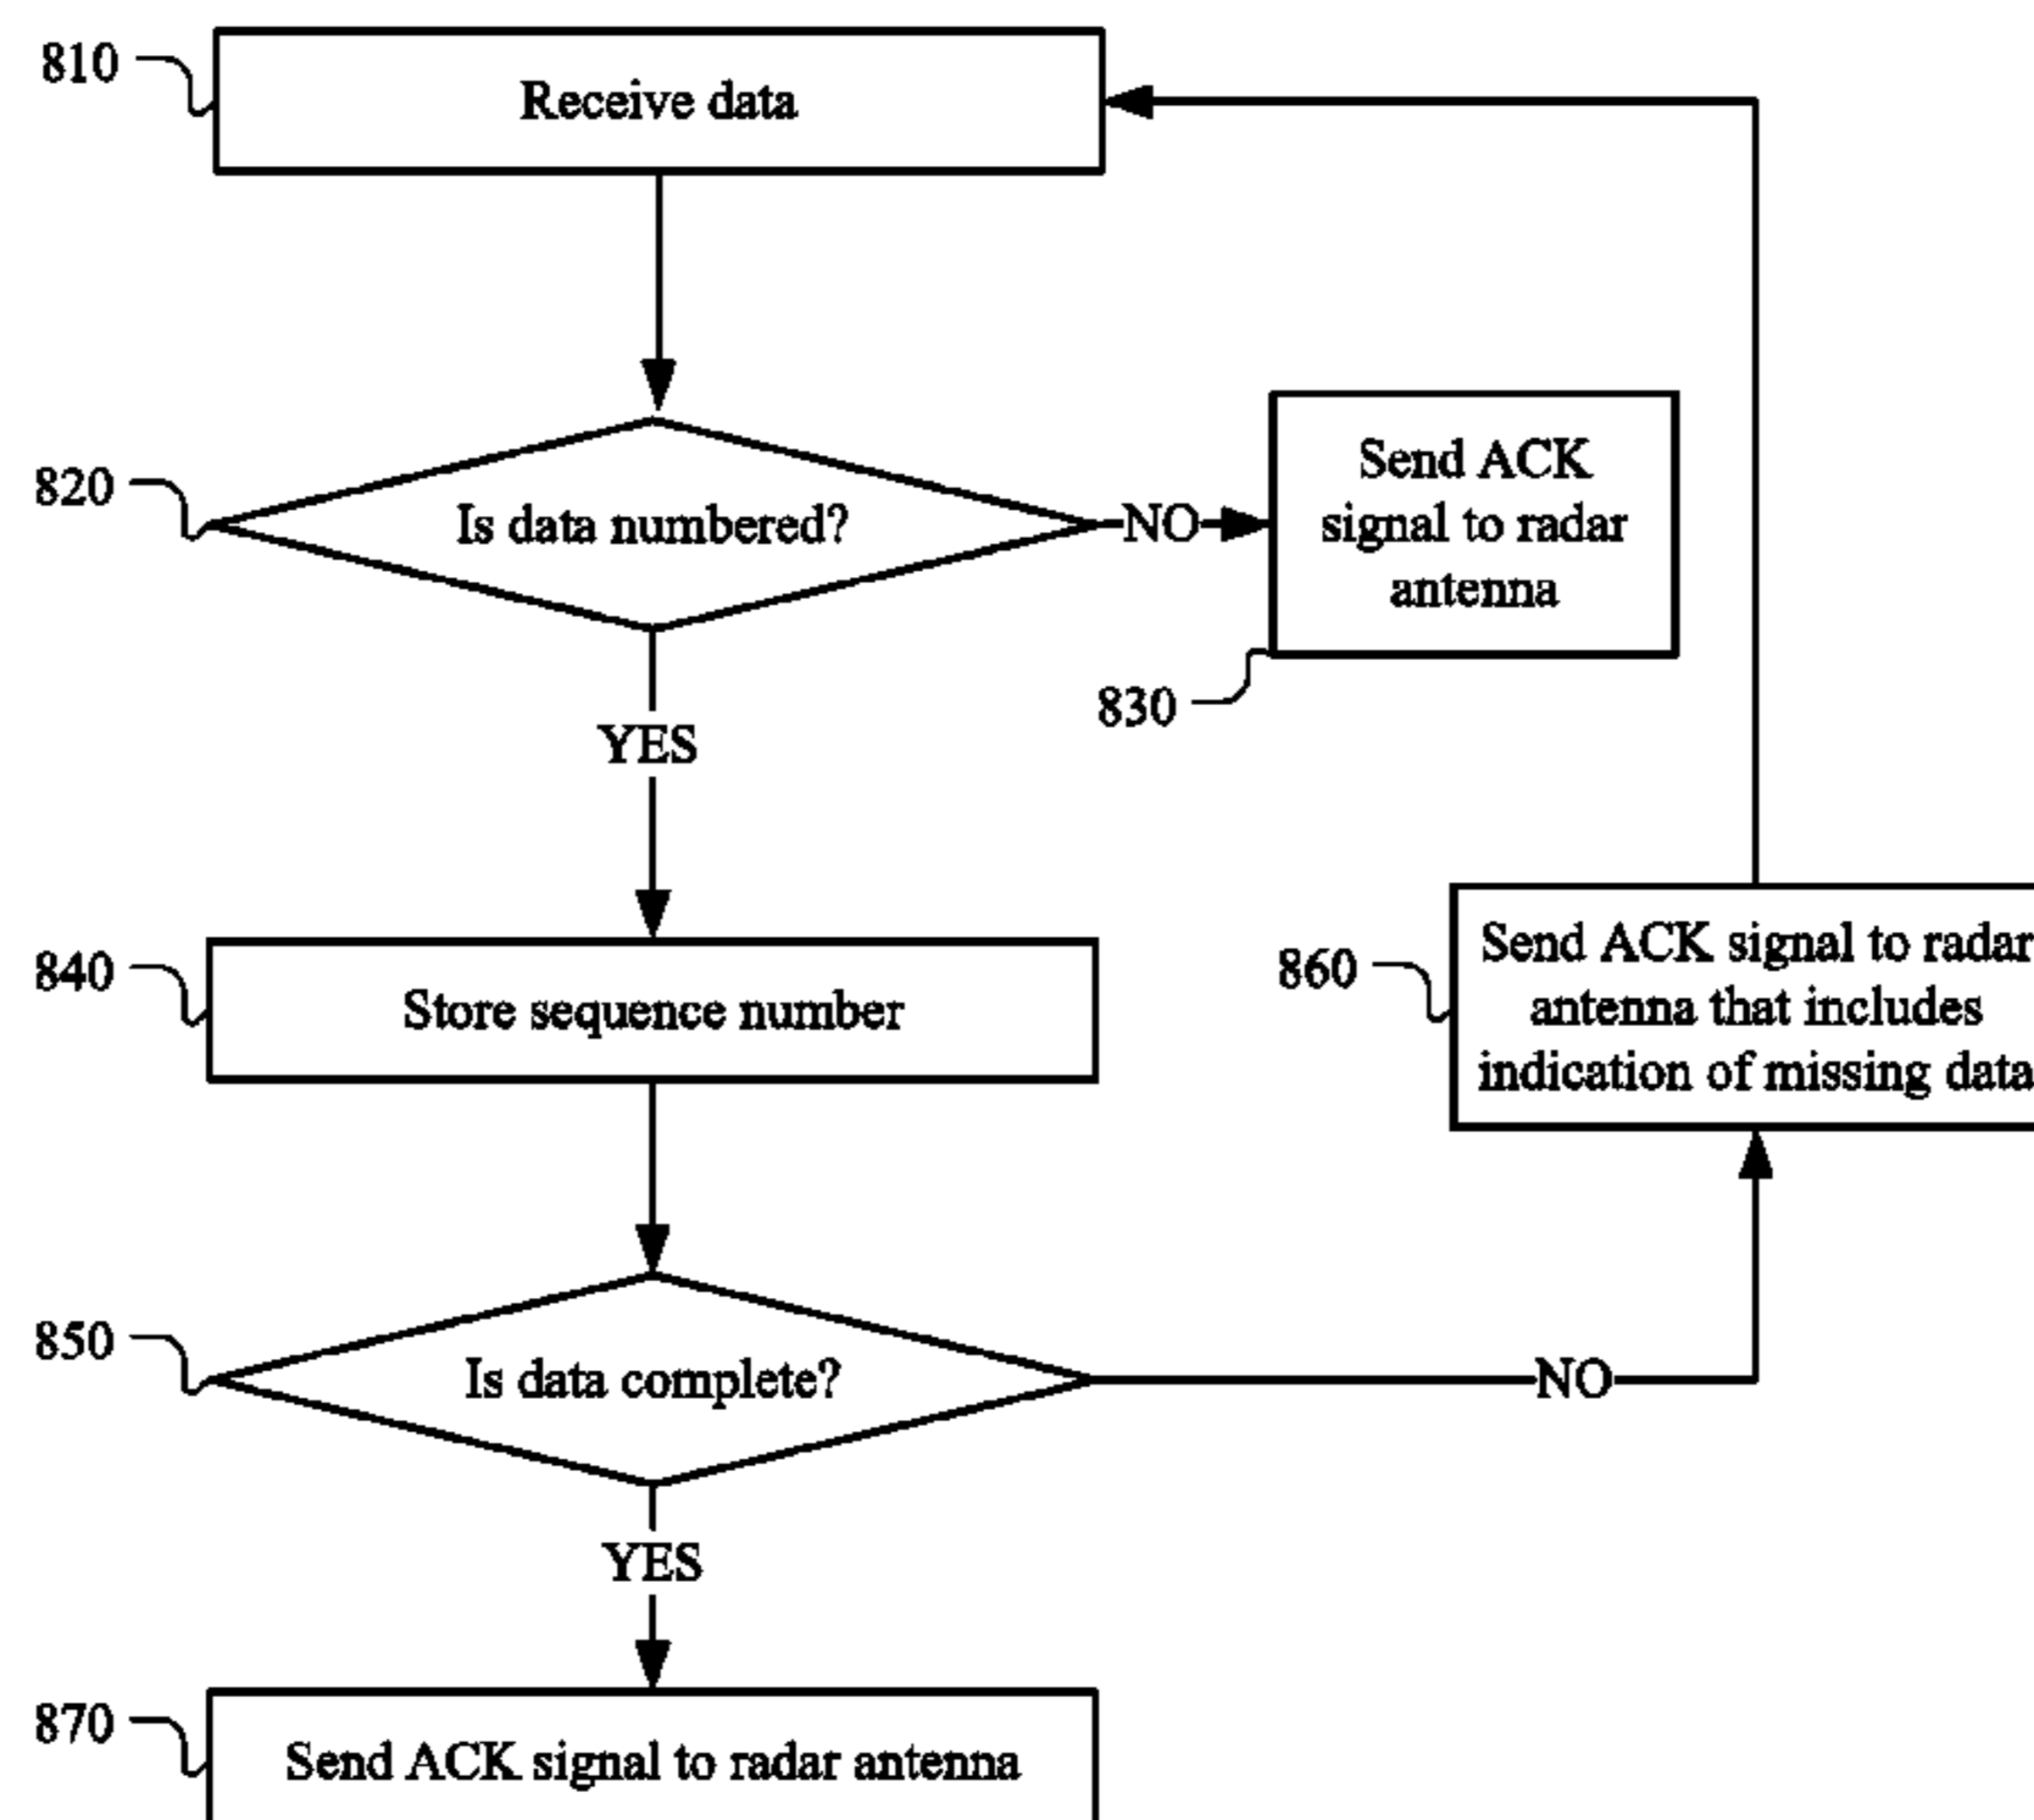 810
Receive data
820
Is data numbered?
NO
Send ACK
signal to radar
antenna
830
YES
840
Store sequence number
860
Send ACK signal to radar
antenna that includes
indication of missing data
850
Is data complete?
NO
YES
870
Send ACK signal to radar antenna